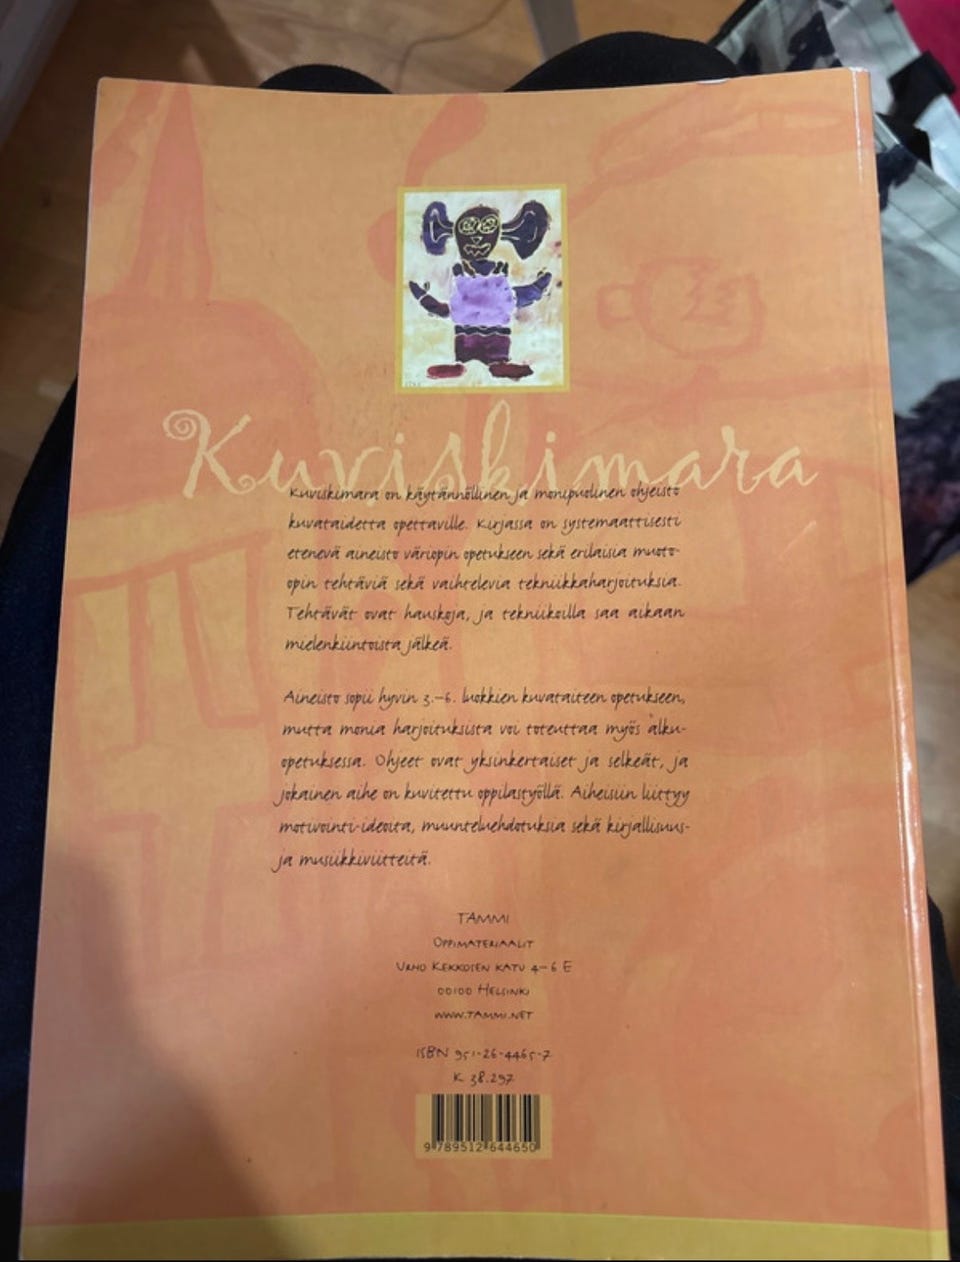 Kuviskimara
Kuviskimara on käytännöllinen ja monipuolinen ohjeisto
kuvataidetta opettaville. Kirjassa on systemaattisesti
etenevä aineisto väriopin opetukseen sekä erilaisia muoto-
opin tehtäviä sekä vaihtelevia tekniikkaharjoituksia.
Tehtävät ovat hauskoja, ja tekniikoilla saa aikaan
mielenkiintoista jälkeä.
Aineisto sopii hyvin 3.–6. luokkien kuvataiteen opetukseen,
mutta monia harjoituksista voi toteuttaa myös alku-
opetuksessa. Ohjeet ovat yksinkertaiset ja selkeät, ja
jokainen aihe on kuvitettu oppilastyöllä. Aiheisiin liittyy
motivointi-ideoita, muunteluehdotuksia sekä kirjallisuus-
ja musiikkiviitteitä.
TAMMI
OPPIMATERIAALIT
URHO KEKKOSEN KATU 4–6 E
00100 HELSINKI
WWW.TAMMI.NET
ISBN 951-26-4465-7
K 38.297
9 789512 644650